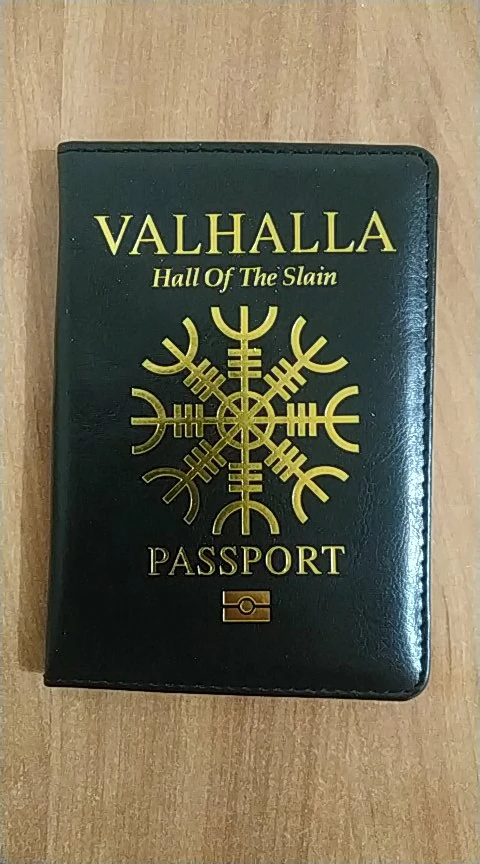 VALHALLA
Hall Of The Slain
PASSPORT